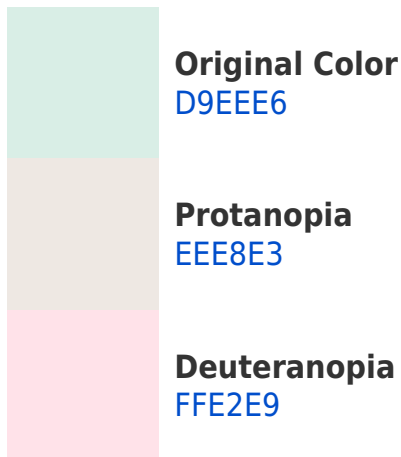 Original Color
D9EEE6
Protanopia
EEE8E3
Deuteranopia
FFE2E9